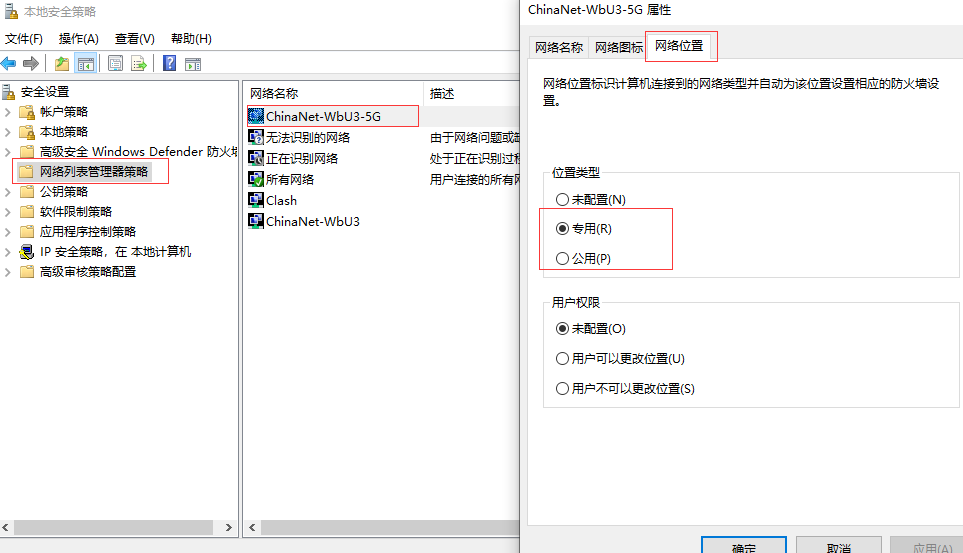 本地安全策略
文件(F) 操作(A) 查看(V) 帮助(H)
安全设置
帐户策略
本地策略
高级安全 Windows Defender 防火
网络列表管理器策略
公钥策略
软件限制策略
应用程序控制策略
IP 安全策略，在 本地计算机
高级审核策略配置
网络名称 描述
ChinaNet-WbU3-5G
无法识别的网络 由于网络问题或
正在识别网络 处于正在识别过
所有网络 用户连接的所有
Clash
ChinaNet-WbU3
ChinaNet-WbU3-5G 属性
网络名称 网络图标 网络位置
网络位置标识计算机连接到的网络类型并自动为该位置设置相应的防火墙设
置。
位置类型
未配置(N)
专用(R)
公用(P)
用户权限
未配置(O)
用户可以更改位置(U)
用户不可以更改位置(S)
确定 取消 应用(A)